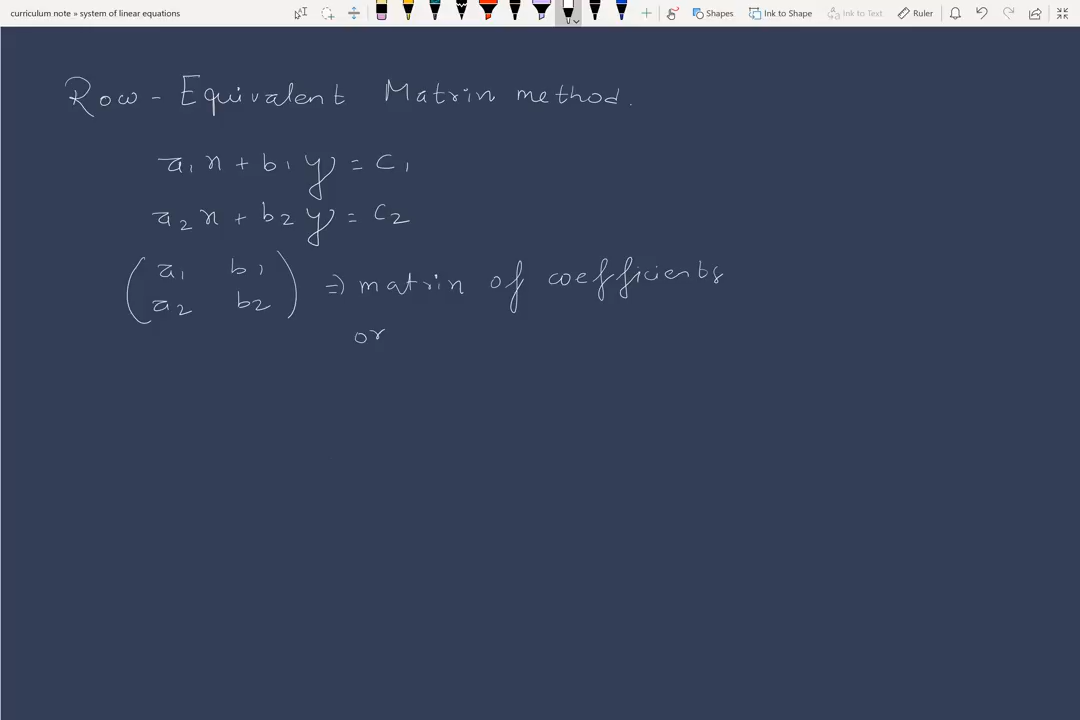 curriculum note » system of linear equations
Shapes Ink to Shape Ink to Text Ruler
Row - Equivalent Matrix method.
a₁x + b₁y = c₁
a₂x + b₂y = c₂
( a₁ b₁ ) ⇒ matrix of coefficients
( a₂ b₂ )
or